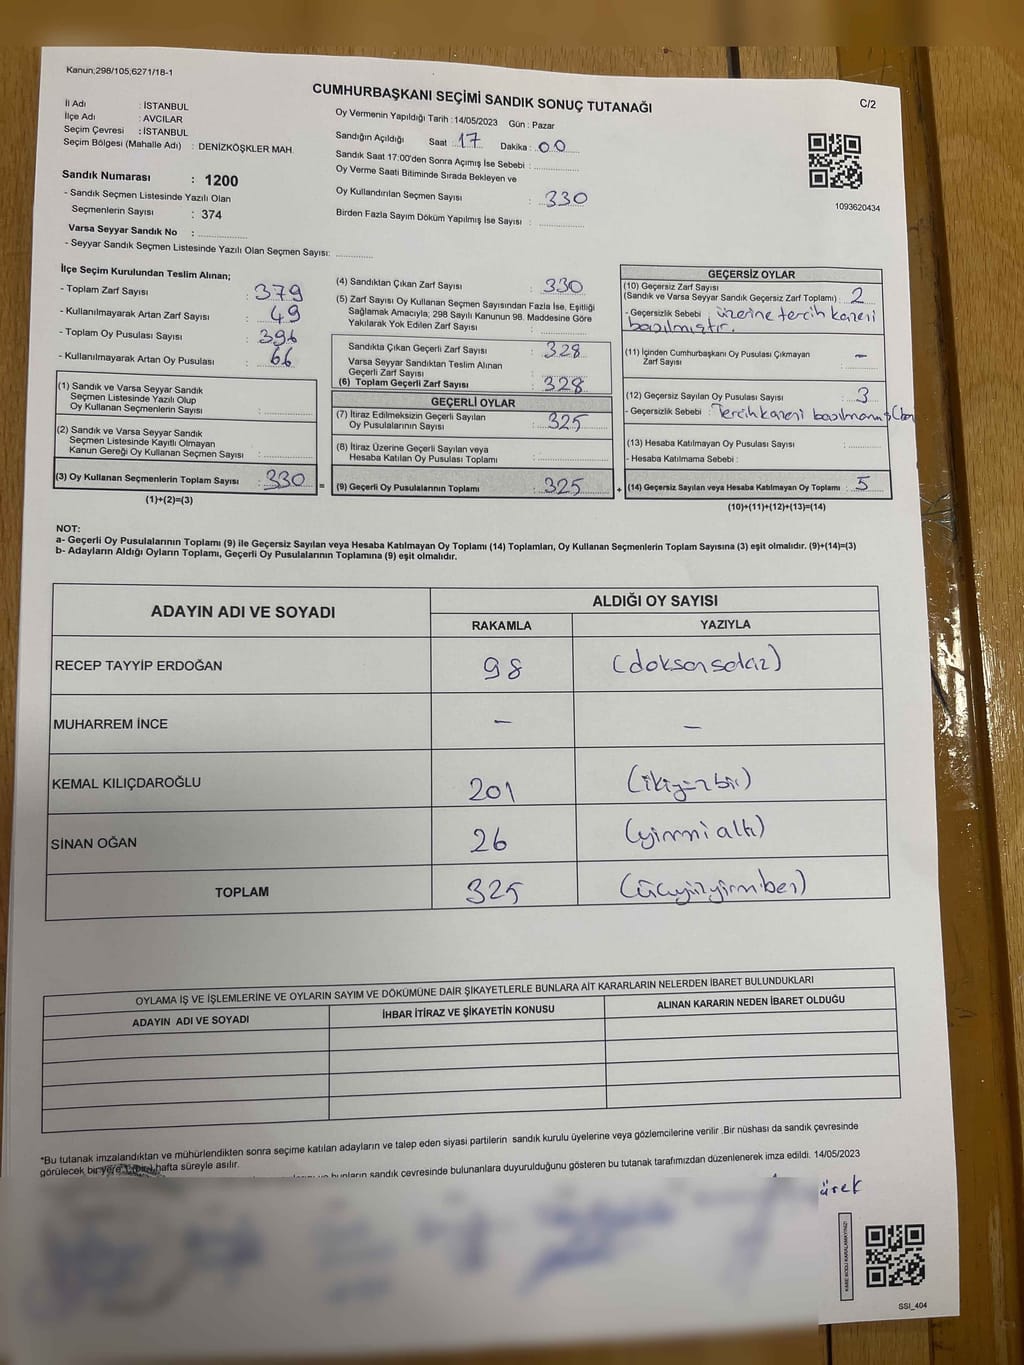 Kanun;298/105;6271/18-1
CUMHURBAŞKANI SEÇİMİ SANDIK SONUÇ TUTANAĞI
C/2
İl Adı : İSTANBUL
İlçe Adı : AVCILAR
Seçim Çevresi : İSTANBUL
Seçim Bölgesi (Mahalle Adı) : DENİZKÖŞKLER MAH.
Sandık Numarası : 1200
- Sandık Seçmen Listesinde Yazılı Olan
Seçmenlerin Sayısı : 374
Varsa Seyyar Sandık No :
- Seyyar Sandık Seçmen Listesinde Yazılı Olan Seçmen Sayısı:
Oy Vermenin Yapıldığı Tarih : 14/05/2023 Gün : Pazar
Sandığın Açıldığı Saat : 17 Dakika : 00
Sandık Saat 17:00'den Sonra Açımış İse Sebebi :
Oy Verme Saati Bitiminde Sırada Bekleyen ve
Oy Kullandırılan Seçmen Sayısı : 330
Birden Fazla Sayım Döküm Yapılmış İse Sayısı :
1093620434
İlçe Seçim Kurulundan Teslim Alınan;
- Toplam Zarf Sayısı : 379
- Kullanılmayarak Artan Zarf Sayısı : 49
- Toplam Oy Pusulası Sayısı : 396
- Kullanılmayarak Artan Oy Pusulası : 66
(1) Sandık ve Varsa Seyyar Sandık
Seçmen Listesinde Yazılı Olup
Oy Kullanan Seçmenlerin Sayısı :
(2) Sandık ve Varsa Seyyar Sandık
Seçmen Listesinde Kayıtlı Olmayan
Kanun Gereği Oy Kullanan Seçmen Sayısı :
(3) Oy Kullanan Seçmenlerin Toplam Sayısı : 330 =
(1)+(2)=(3)
(4) Sandıktan Çıkan Zarf Sayısı : 330
(5) Zarf Sayısı Oy Kullanan Seçmen Sayısından Fazla İse, Eşitliği
Sağlamak Amacıyla; 298 Sayılı Kanunun 98. Maddesine Göre
Yakılarak Yok Edilen Zarf Sayısı :
Sandıkta Çıkan Geçerli Zarf Sayısı : 328
Varsa Seyyar Sandıktan Teslim Alınan
Geçerli Zarf Sayısı :
(6) Toplam Geçerli Zarf Sayısı : 328
GEÇERLİ OYLAR
(7) İtiraz Edilmeksizin Geçerli Sayılan
Oy Pusulalarının Sayısı : 325
(8) İtiraz Üzerine Geçerli Sayılan veya
Hesaba Katılan Oy Pusulası Toplamı :
(9) Geçerli Oy Pusulalarının Toplamı : 325 +
GEÇERSİZ OYLAR
(10) Geçersiz Zarf Sayısı
(Sandık ve Varsa Seyyar Sandık Geçersiz Zarf Toplamı) : 2
- Geçersizlik Sebebi : üzerine tercih kaşesi
basılmıştır.
(11) İçinden Cumhurbaşkanı Oy Pusulası Çıkmayan
Zarf Sayısı : –
(12) Geçersiz Sayılan Oy Pusulası Sayısı : 3
- Geçersizlik Sebebi : Tercih kaşesi
(13) Hesaba Katılmayan Oy Pusulası Sayısı :
- Hesaba Katılmama Sebebi :
(14) Geçersiz Sayılan veya Hesaba Katılmayan Oy Toplamı : 5
(10)+(11)+(12)+(13)=(14)
NOT:
a- Geçerli Oy Pusulalarının Toplamı (9) ile Geçersiz Sayılan veya Hesaba Katılmayan Oy Toplamı (14) Toplamları, Oy Kullanan Seçmenlerin Toplam Sayısına (3) eşit olmalıdır. (9)+(14)=(3)
b- Adayların Aldığı Oyların Toplamı, Geçerli Oy Pusulalarının Toplamına (9) eşit olmalıdır.
ADAYIN ADI VE SOYADI
ALDIĞI OY SAYISI
RAKAMLA YAZIYLA
RECEP TAYYİP ERDOĞAN 98 (doksansekiz)
MUHARREM İNCE – –
KEMAL KILIÇDAROĞLU 201 (ikiyüzbir)
SİNAN OĞAN 26 (yirmi altı)
TOPLAM 325 (üçyüzyirmibeş)
OYLAMA İŞ VE İŞLEMLERİNE VE OYLARIN SAYIM VE DÖKÜMÜNE DAİR ŞİKAYETLERLE BUNLARA AİT KARARLARIN NELERDEN İBARET BULUNDUKLARI
ADAYIN ADI VE SOYADI İHBAR İTİRAZ VE ŞİKAYETİN KONUSU ALINAN KARARIN NEDEN İBARET OLDUĞU
*Bu tutanak imzalandıktan ve mühürlendikten sonra seçime katılan adayların ve talep eden siyasi partilerin sandık kurulu üyelerine veya gözlemcilerine verilir .Bir nüshası da sandık çevresinde
görülecek bir yere 1 (bir) hafta süreyle asılır.
bunların sandık çevresinde bulunanlara duyurulduğunu gösteren bu tutanak tarafımızdan düzenlenerek imza edildi. 14/05/2023
ürek
KARE KODU KARALAMAYINIZ!
SSI_404